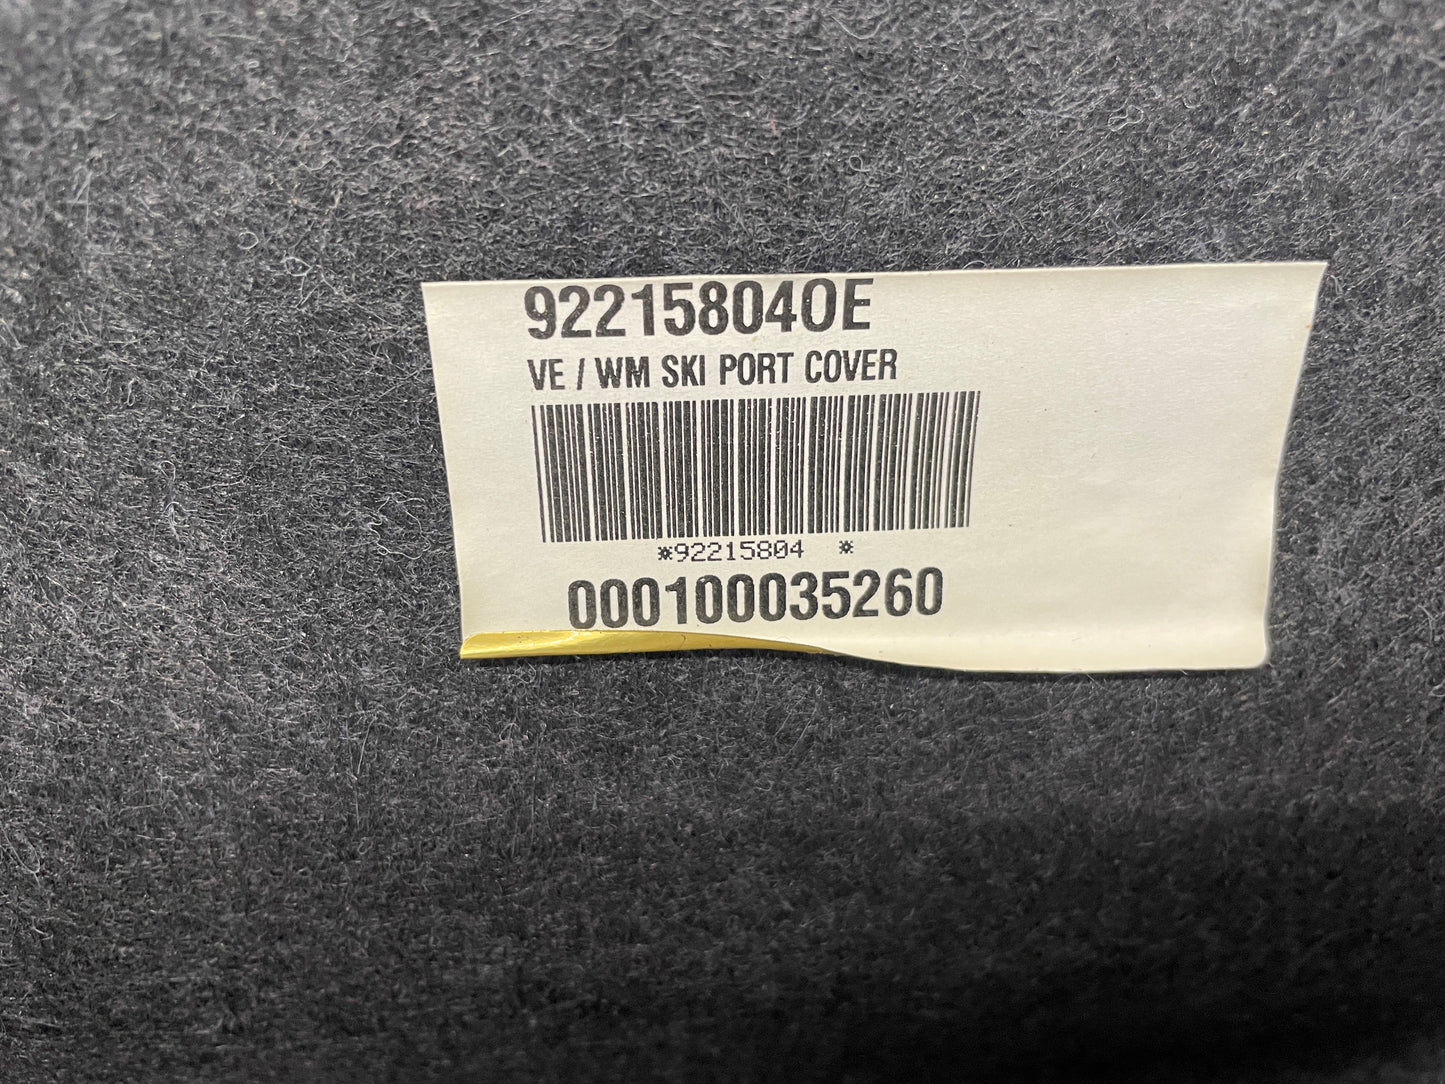 92215804OE
VE / WM SKI PORT COVER
*92215804 *
000100035260